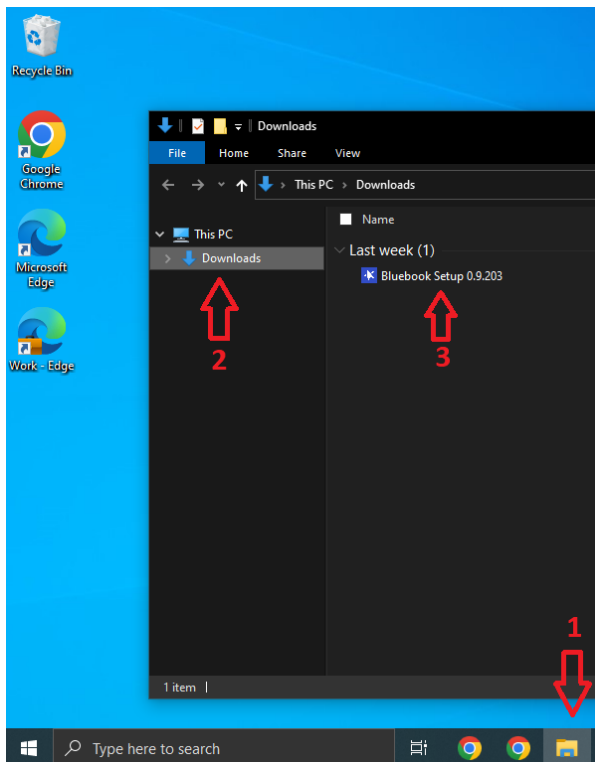 Recycle Bin
Google
Chrome
Microsoft
Edge
Work - Edge
Downloads
File Home Share View
This PC > Downloads
This PC
Downloads
Name
Last week (1)
Bluebook Setup 0.9.203
2
3
1
1 item
Type here to search